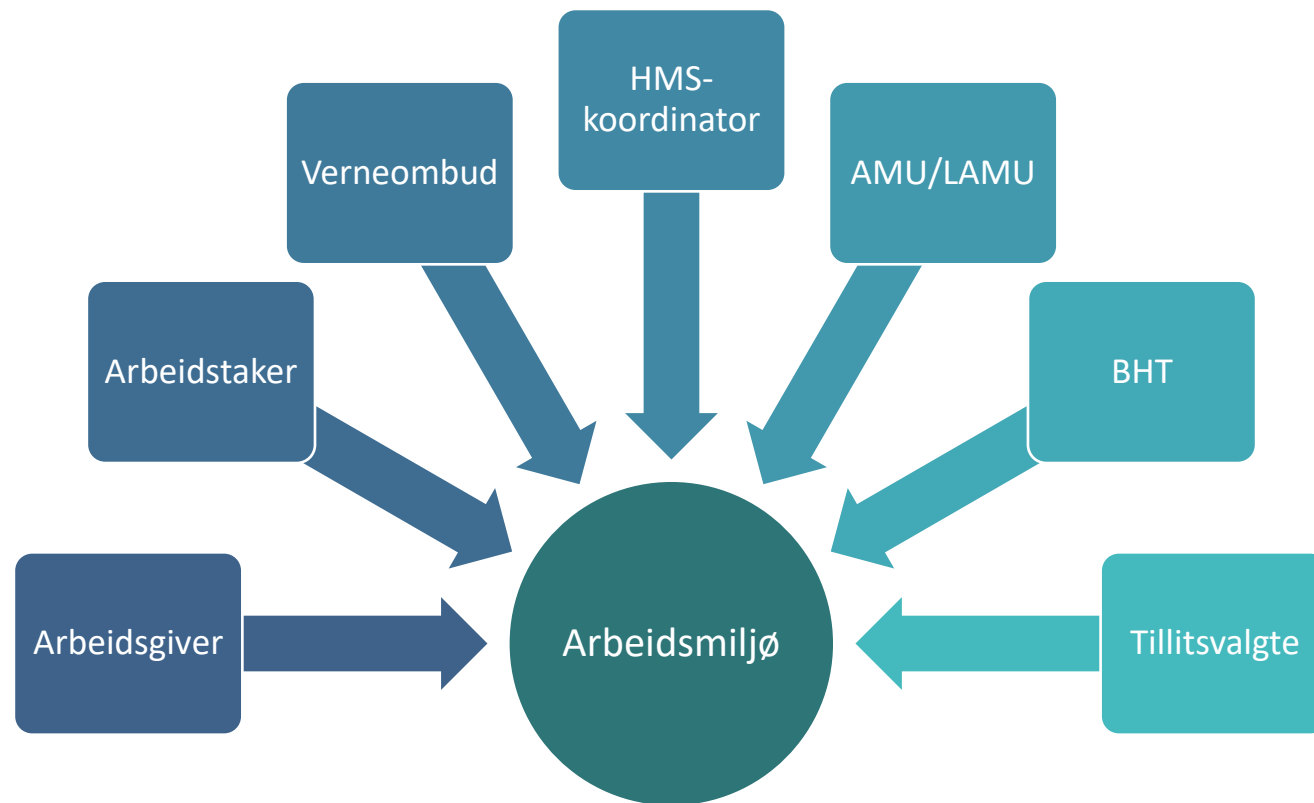 HMS-
koordinator
Verneombud
AMU/LAMU
Arbeidstaker
BHT
Arbeidsgiver
Arbeidsmiljø
Tillitsvalgte